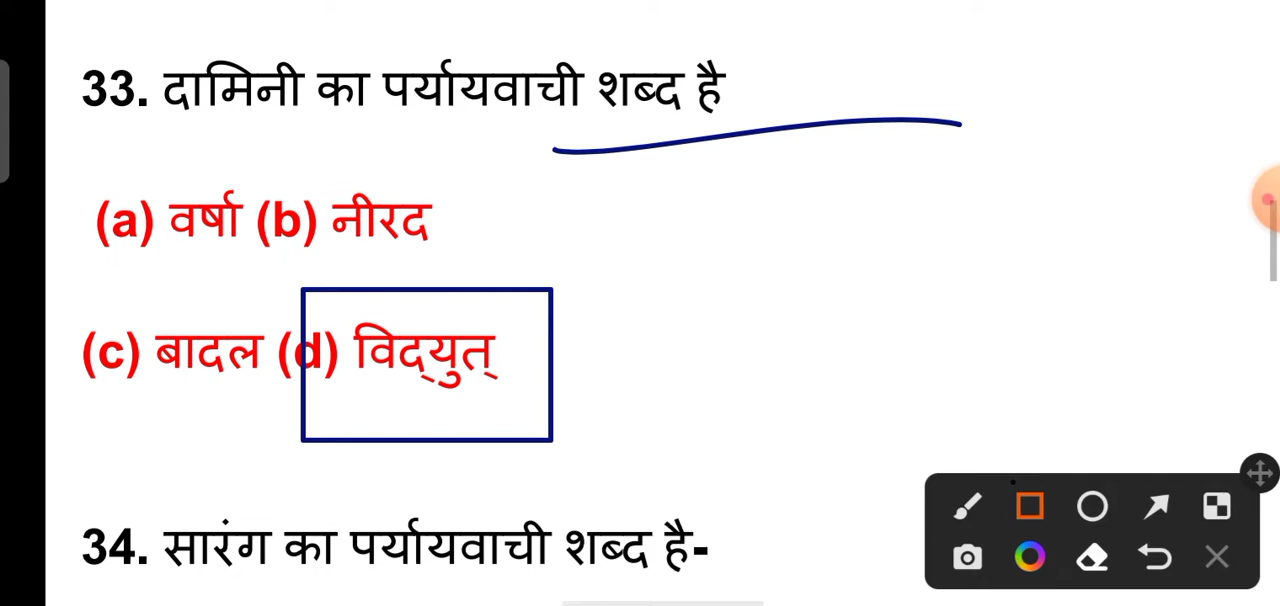 33. दामिनी का पर्यायवाची शब्द है
(a) वर्षा (b) नीरद
(c) बादल (d) विद्‌युत्
34. सारंग का पर्यायवाची शब्द है-